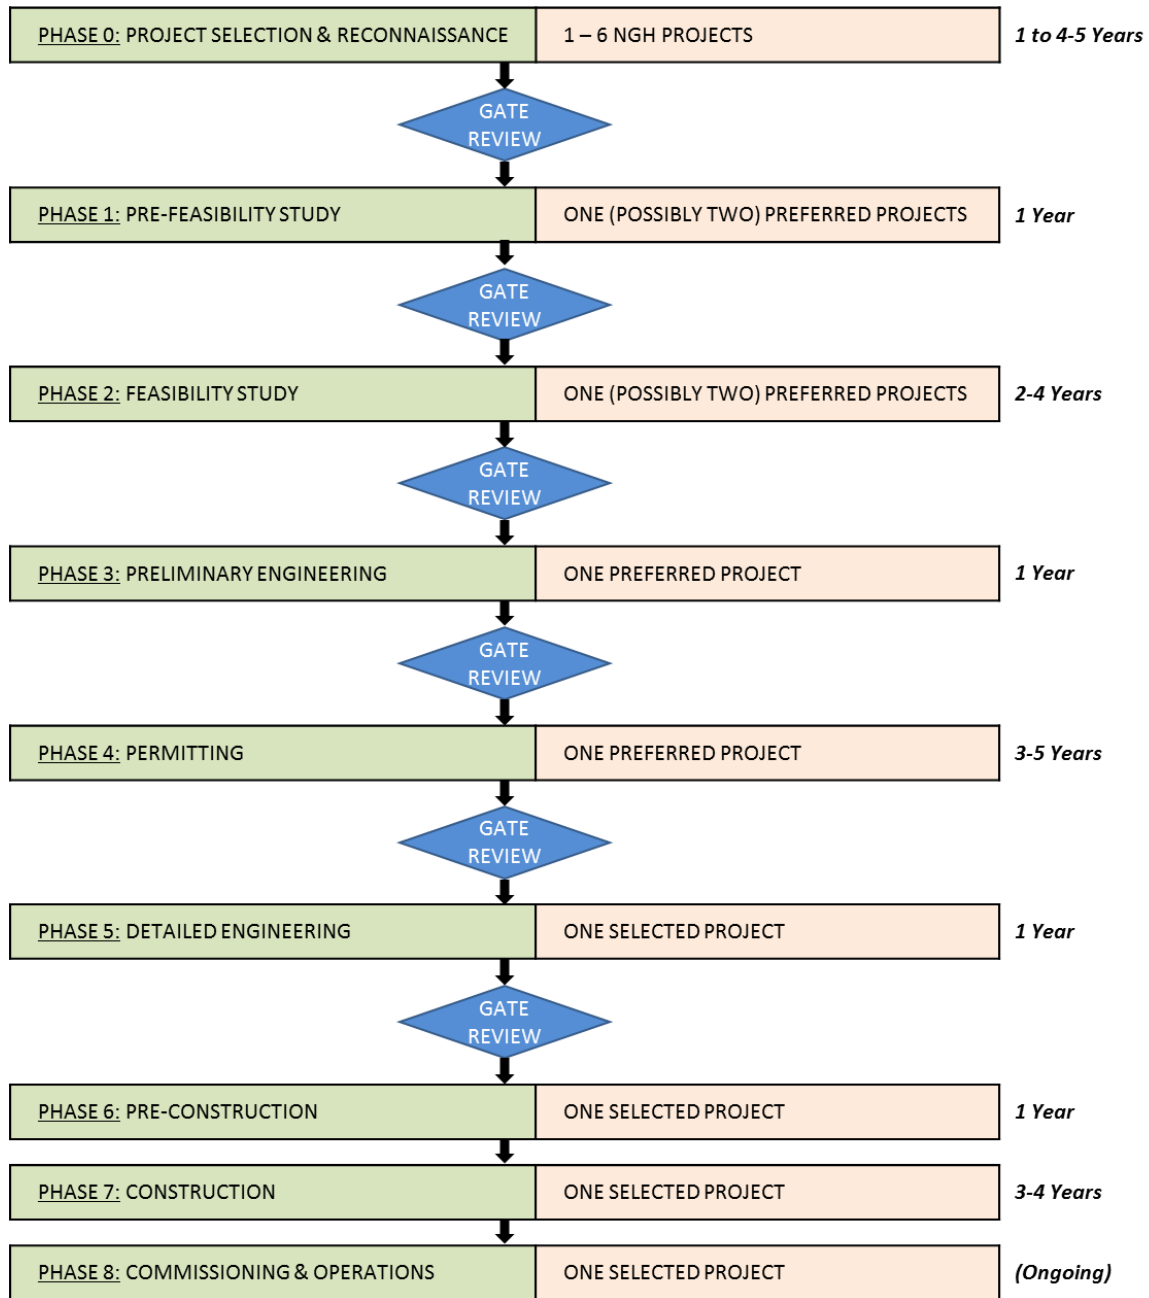 PHASE 0: PROJECT SELECTION & RECONNAISSANCE 1 – 6 NGH PROJECTS 1 to 4-5 Years
GATE
REVIEW
PHASE 1: PRE-FEASIBILITY STUDY ONE (POSSIBLY TWO) PREFERRED PROJECTS 1 Year
GATE
REVIEW
PHASE 2: FEASIBILITY STUDY ONE (POSSIBLY TWO) PREFERRED PROJECTS 2-4 Years
GATE
REVIEW
PHASE 3: PRELIMINARY ENGINEERING ONE PREFERRED PROJECT 1 Year
GATE
REVIEW
PHASE 4: PERMITTING ONE PREFERRED PROJECT 3-5 Years
GATE
REVIEW
PHASE 5: DETAILED ENGINEERING ONE SELECTED PROJECT 1 Year
GATE
REVIEW
PHASE 6: PRE-CONSTRUCTION ONE SELECTED PROJECT 1 Year
PHASE 7: CONSTRUCTION ONE SELECTED PROJECT 3-4 Years
PHASE 8: COMMISSIONING & OPERATIONS ONE SELECTED PROJECT (Ongoing)